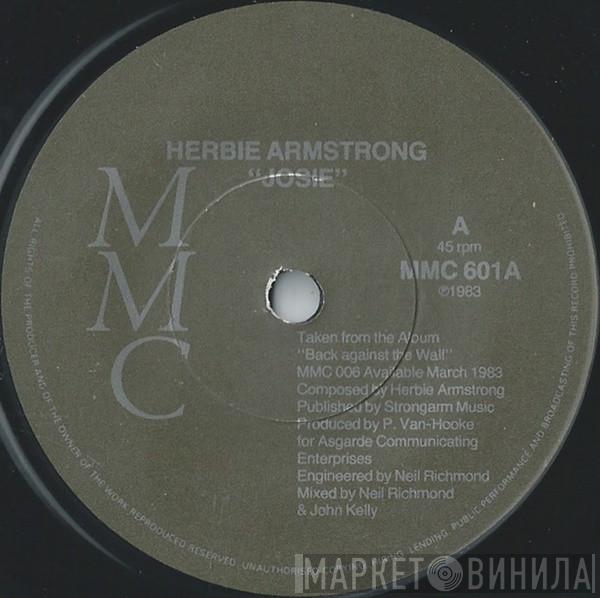 HERBIE ARMSTRONG
"JOSIE"
M
M
C
A
45 rpm
MMC 601A
℗1983
Taken from the Album
"Back against the Wall"
MMC 006 Available March 1983
Composed by Herbie Armstrong
Published by Strongarm Music
Produced by P. Van-Hooke
for Asgarde Communicating
Enterprises
Engineered by Neil Richmond
Mixed by Neil Richmond
& John Kelly
ALL RIGHTS OF THE PRODUCER AND OF THE OWNER OF THE WORK REPRODUCED RESERVED. UNAUTHORISED COPYING, HIRING, LENDING, PUBLIC PERFORMANCE AND BROADCASTING OF THIS RECORD PROHIBITED
МАРКЕТ ВИНИЛА